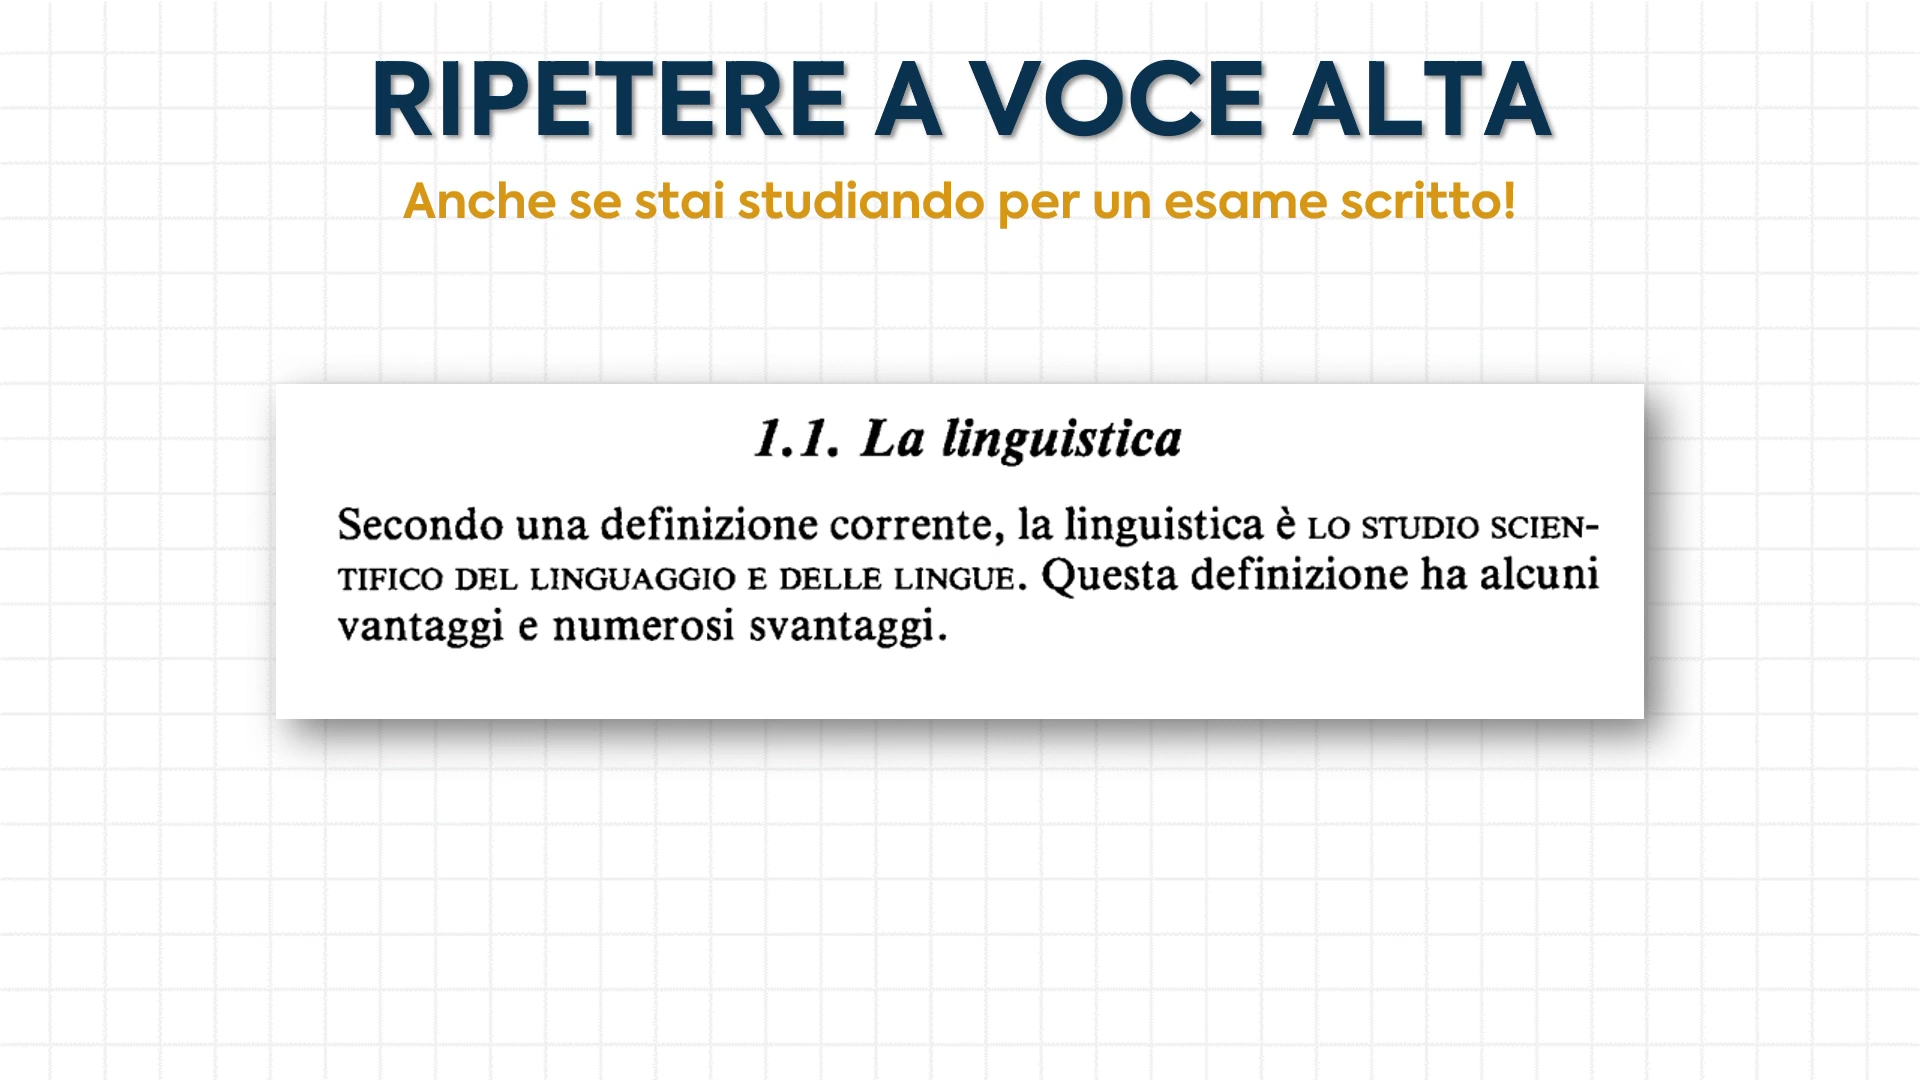 RIPETERE A VOCE ALTA
Anche se stai studiando per un esame scritto!
1.1. La linguistica
Secondo una definizione corrente, la linguistica è LO STUDIO SCIEN-
TIFICO DEL LINGUAGGIO E DELLE LINGUE. Questa definizione ha alcuni
vantaggi e numerosi svantaggi.